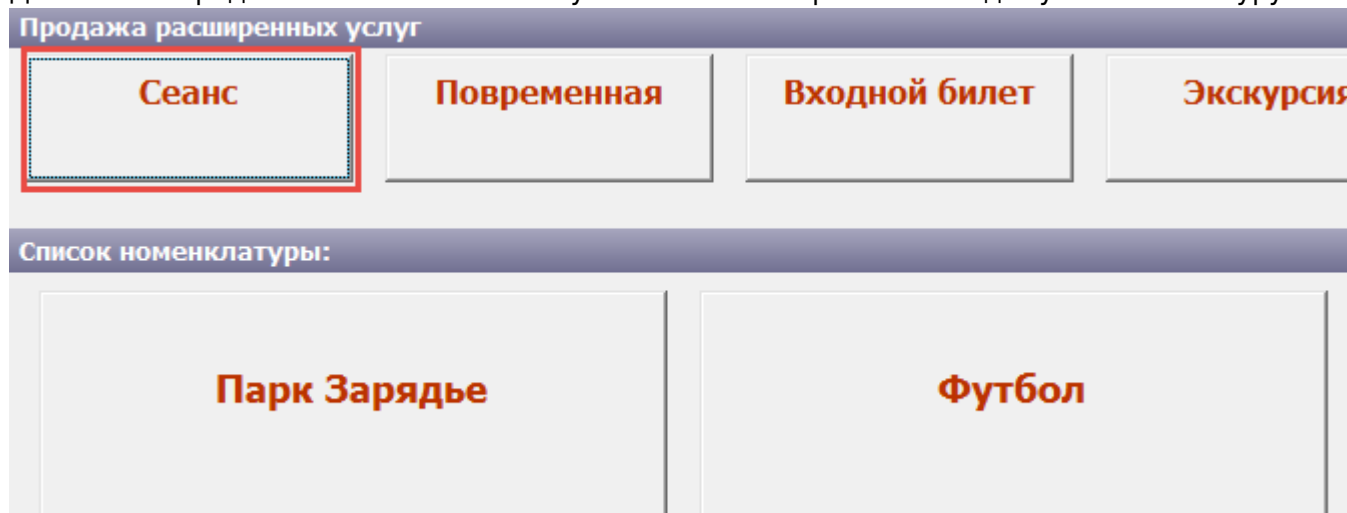 Продажа расширенных услуг
Сеанс Повременная Входной билет Экскурсия
Список номенклатуры:
Парк Зарядье Футбол